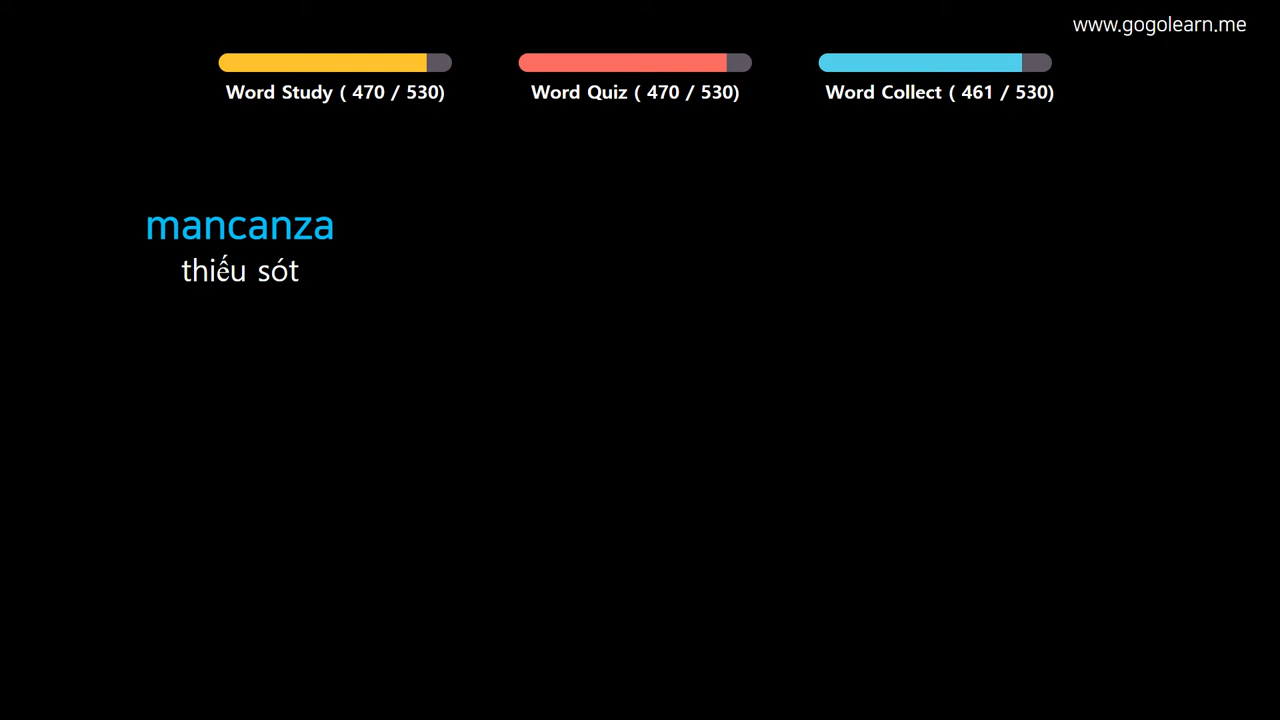 www.gogolearn.me
Word Study ( 470 / 530)
Word Quiz ( 470 / 530)
Word Collect ( 461 / 530)
mancanza
thiếu sót